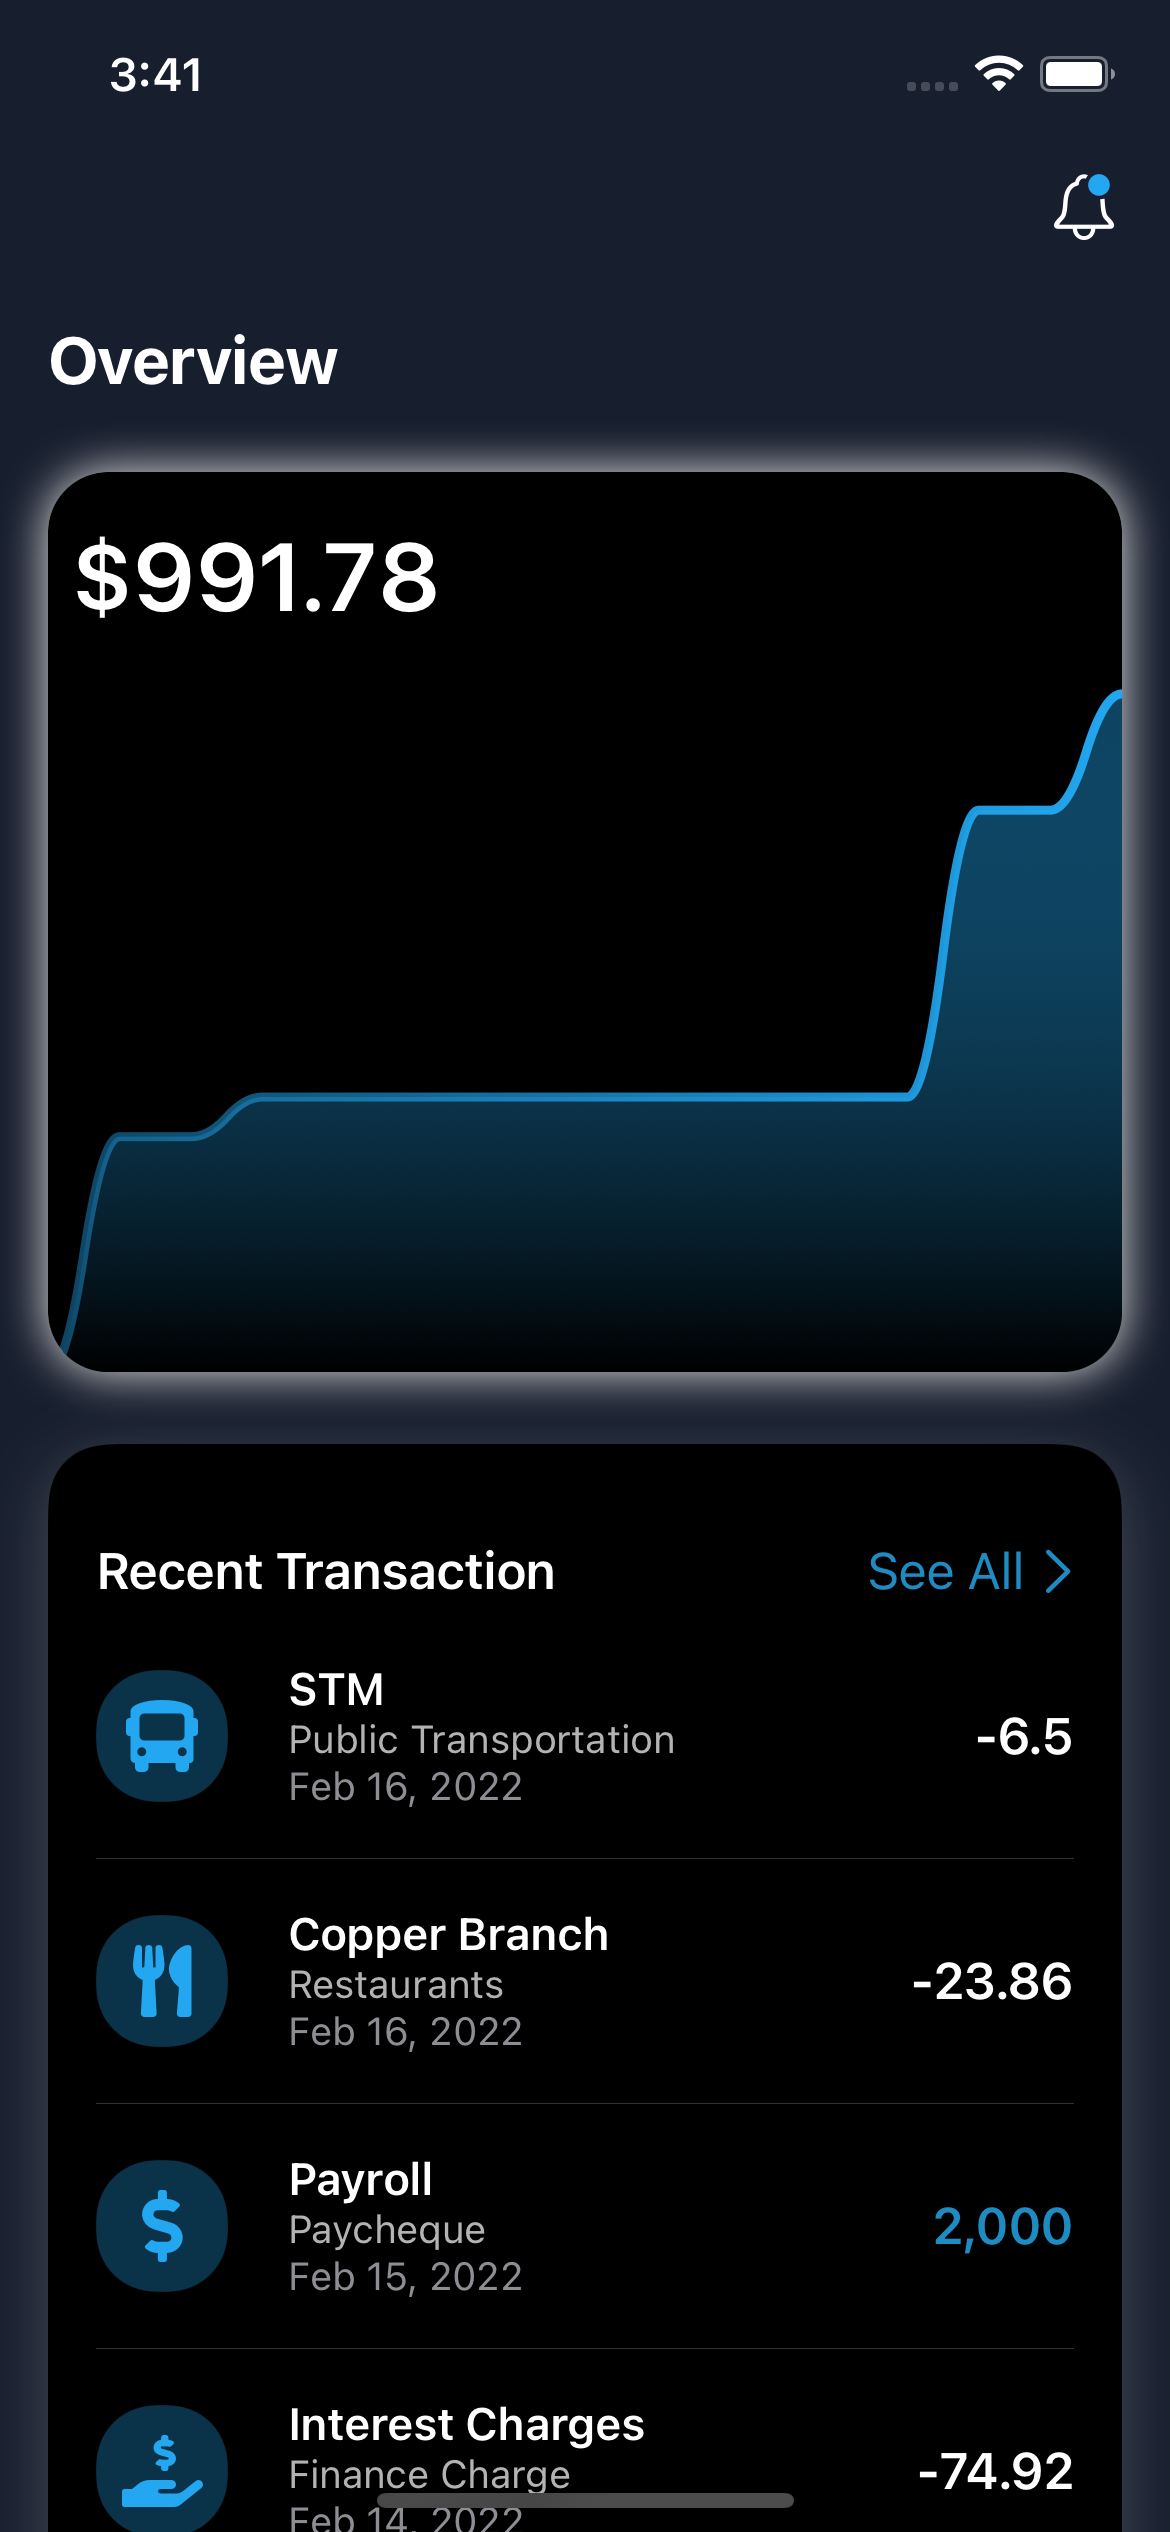 3:41
Overview
$991.78
Recent Transaction
See All
STM
Public Transportation
Feb 16, 2022
-6.5
Copper Branch
Restaurants
Feb 16, 2022
-23.86
Payroll
Paycheque
Feb 15, 2022
2,000
Interest Charges
Finance Charge
Feb 14, 2022
-74.92